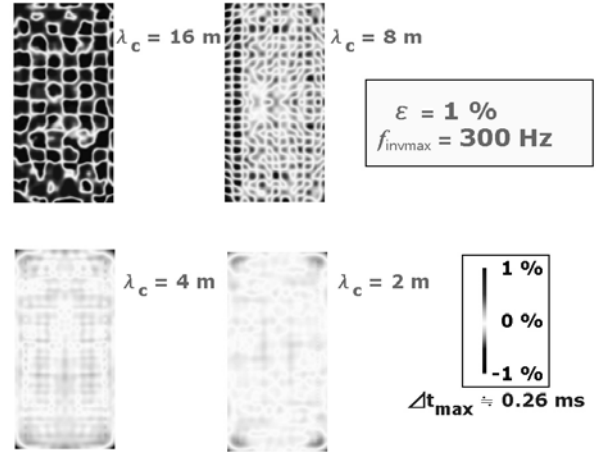 λc = 16 m
λc = 8 m
ε = 1 %
finvmax = 300 Hz
λc = 4 m
λc = 2 m
1 %
0 %
-1 %
⊿tmax ≒ 0.26 ms